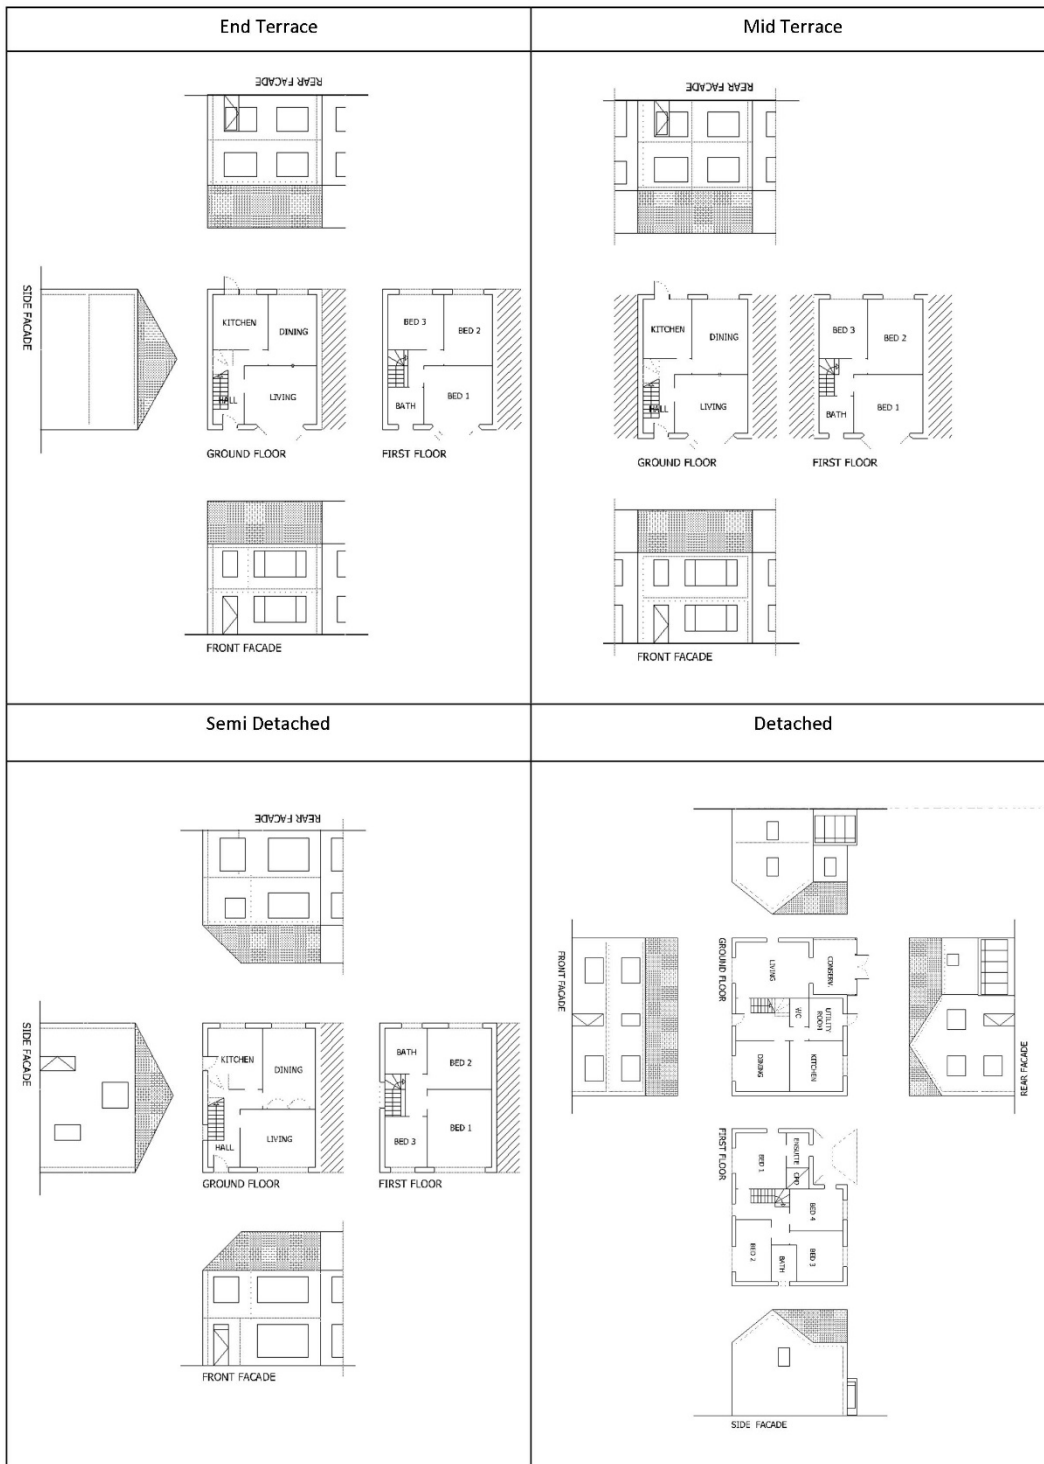 End Terrace
Mid Terrace
REAR FACADE
REAR FACADE
SIDE FACADE
KITCHEN
DINING
HALL
LIVING
GROUND FLOOR
BED 3
BED 2
BATH
BED 1
FIRST FLOOR
KITCHEN
DINING
HALL
LIVING
GROUND FLOOR
BED 3
BED 2
BATH
BED 1
FIRST FLOOR
FRONT FACADE
FRONT FACADE
Semi Detached
Detached
REAR FACADE
SIDE FACADE
KITCHEN
DINING
HALL
LIVING
GROUND FLOOR
BATH
BED 2
BED 3
BED 1
FIRST FLOOR
FRONT FACADE
FRONT FACADE
GROUND FLOOR
LIVING
CONSERV.
WC
UTILITY
ROOM
DINING
KITCHEN
REAR FACADE
FIRST FLOOR
BED 1
ENSUITE
CPD
BED 4
BED 2
BATH
BED 3
SIDE FACADE